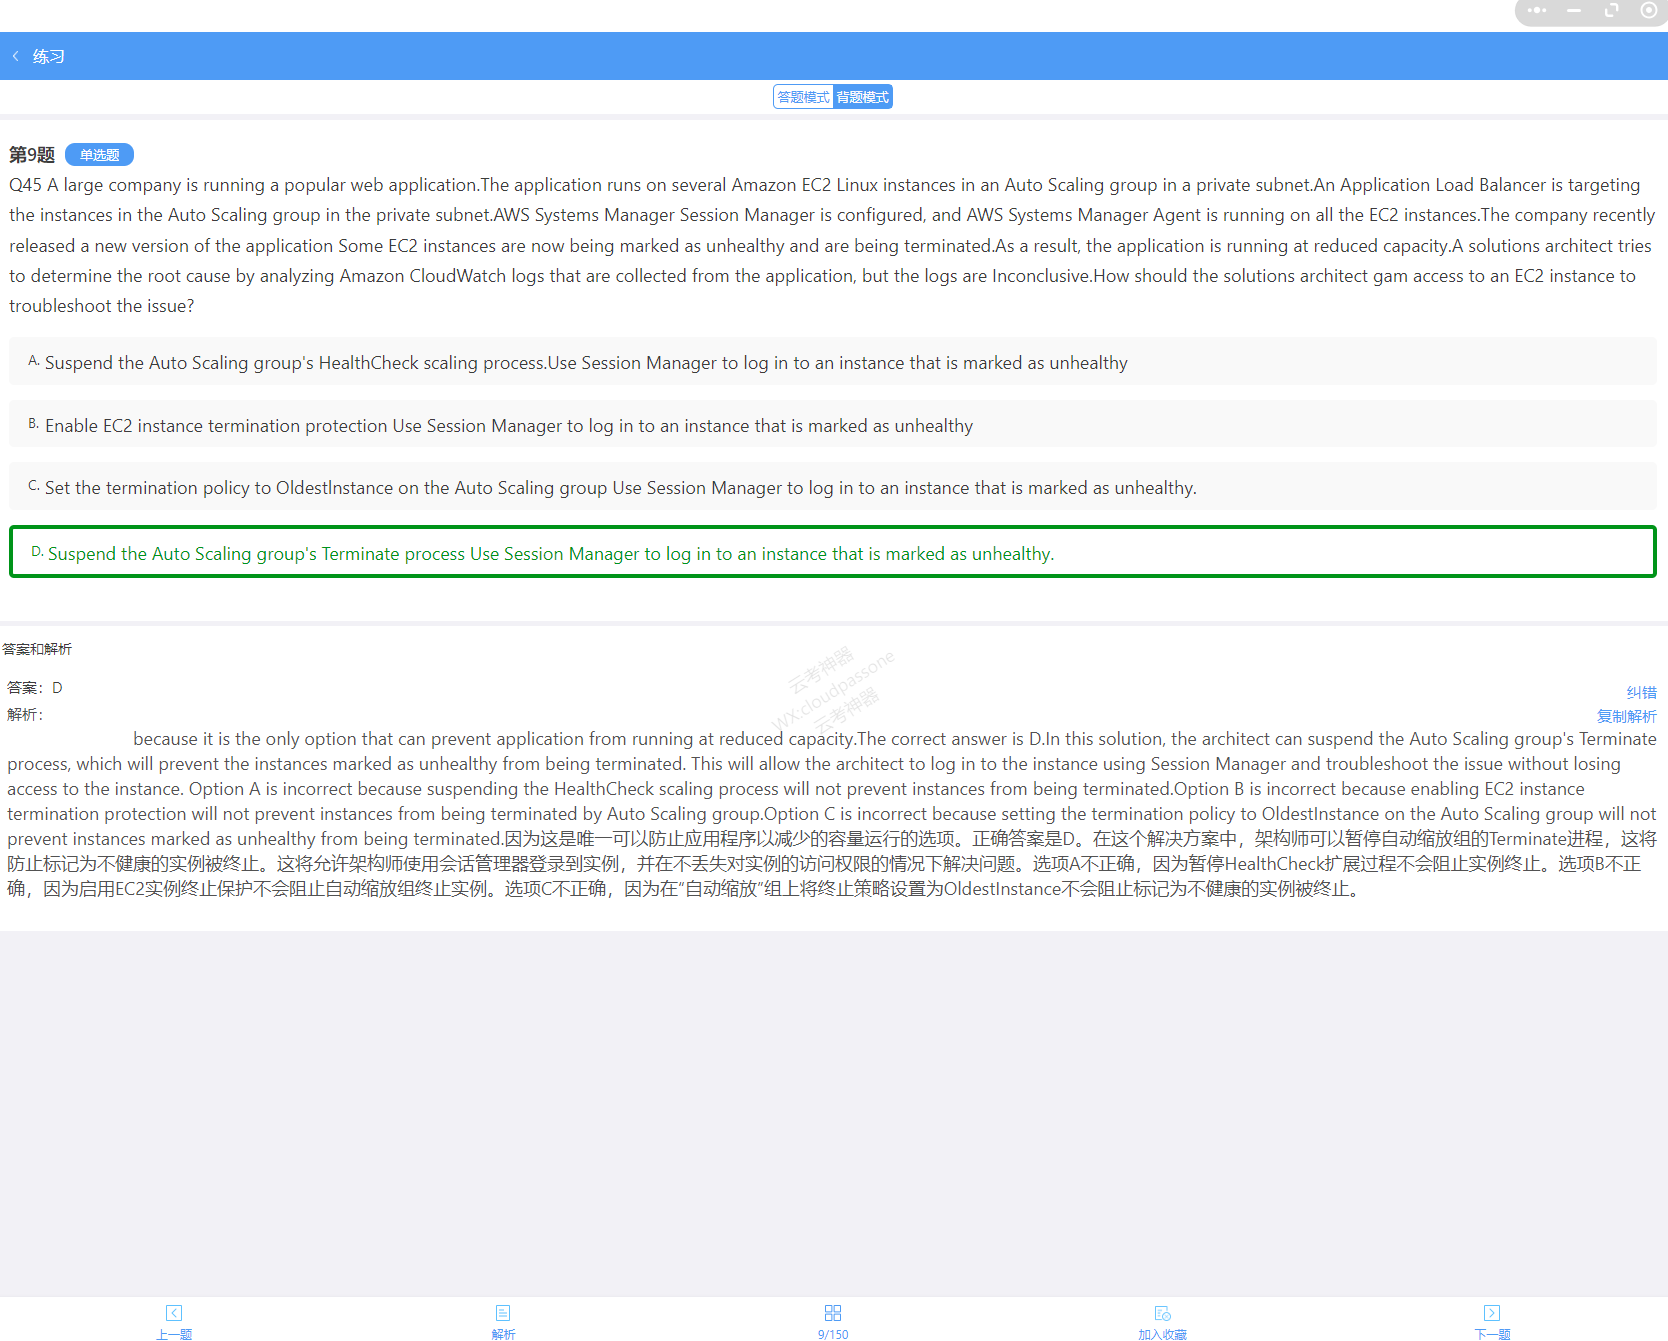 练习
答题模式 背题模式
第9题 单选题
Q45 A large company is running a popular web application.The application runs on several Amazon EC2 Linux instances in an Auto Scaling group in a private subnet.An Application Load Balancer is targeting
the instances in the Auto Scaling group in the private subnet.AWS Systems Manager Session Manager is configured, and AWS Systems Manager Agent is running on all the EC2 instances.The company recently
released a new version of the application Some EC2 instances are now being marked as unhealthy and are being terminated.As a result, the application is running at reduced capacity.A solutions architect tries
to determine the root cause by analyzing Amazon CloudWatch logs that are collected from the application, but the logs are Inconclusive.How should the solutions architect gam access to an EC2 instance to
troubleshoot the issue?
A. Suspend the Auto Scaling group's HealthCheck scaling process.Use Session Manager to log in to an instance that is marked as unhealthy
B. Enable EC2 instance termination protection Use Session Manager to log in to an instance that is marked as unhealthy
C. Set the termination policy to OldestInstance on the Auto Scaling group Use Session Manager to log in to an instance that is marked as unhealthy.
D. Suspend the Auto Scaling group's Terminate process Use Session Manager to log in to an instance that is marked as unhealthy.
答案和解析
云考神器
WX:cloudpassone
云考神器
答案：D
纠错
解析：
复制解析
because it is the only option that can prevent application from running at reduced capacity.The correct answer is D.In this solution, the architect can suspend the Auto Scaling group's Terminate
process, which will prevent the instances marked as unhealthy from being terminated. This will allow the architect to log in to the instance using Session Manager and troubleshoot the issue without losing
access to the instance. Option A is incorrect because suspending the HealthCheck scaling process will not prevent instances from being terminated.Option B is incorrect because enabling EC2 instance
termination protection will not prevent instances from being terminated by Auto Scaling group.Option C is incorrect because setting the termination policy to OldestInstance on the Auto Scaling group will not
prevent instances marked as unhealthy from being terminated.因为这是唯一可以防止应用程序以减少的容量运行的选项。正确答案是D。在这个解决方案中，架构师可以暂停自动缩放组的Terminate进程，这将
防止标记为不健康的实例被终止。这将允许架构师使用会话管理器登录到实例，并在不丢失对实例的访问权限的情况下解决问题。选项A不正确，因为暂停HealthCheck扩展过程不会阻止实例终止。选项B不正
确，因为启用EC2实例终止保护不会阻止自动缩放组终止实例。选项C不正确，因为在“自动缩放”组上将终止策略设置为OldestInstance不会阻止标记为不健康的实例被终止。
上一题 解析 9/150 加入收藏 下一题